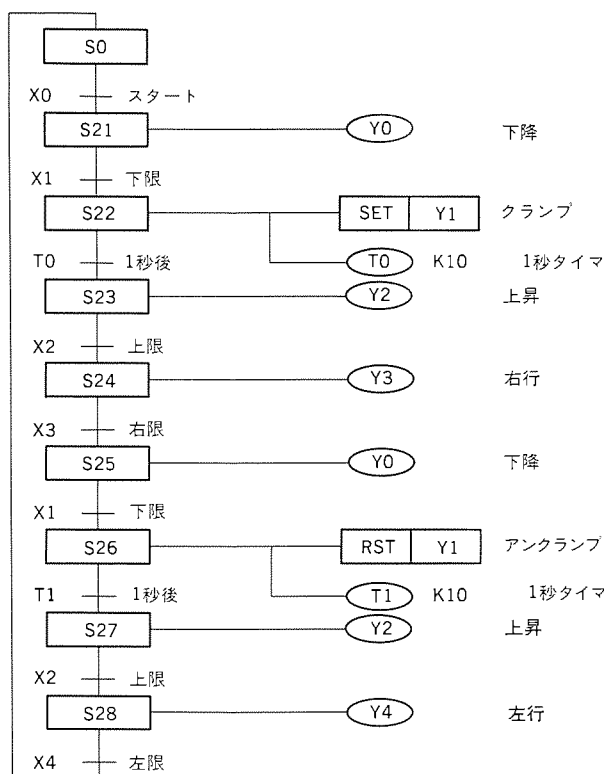 S0
X0 スタート
S21 Y0 下降
X1 下限
S22 SET Y1 クランプ
T0 1秒後 T0 K10 1秒タイマ
S23 Y2 上昇
X2 上限
S24 Y3 右行
X3 右限
S25 Y0 下降
X1 下限
S26 RST Y1 アンクランプ
T1 1秒後 T1 K10 1秒タイマ
S27 Y2 上昇
X2 上限
S28 Y4 左行
X4 左限